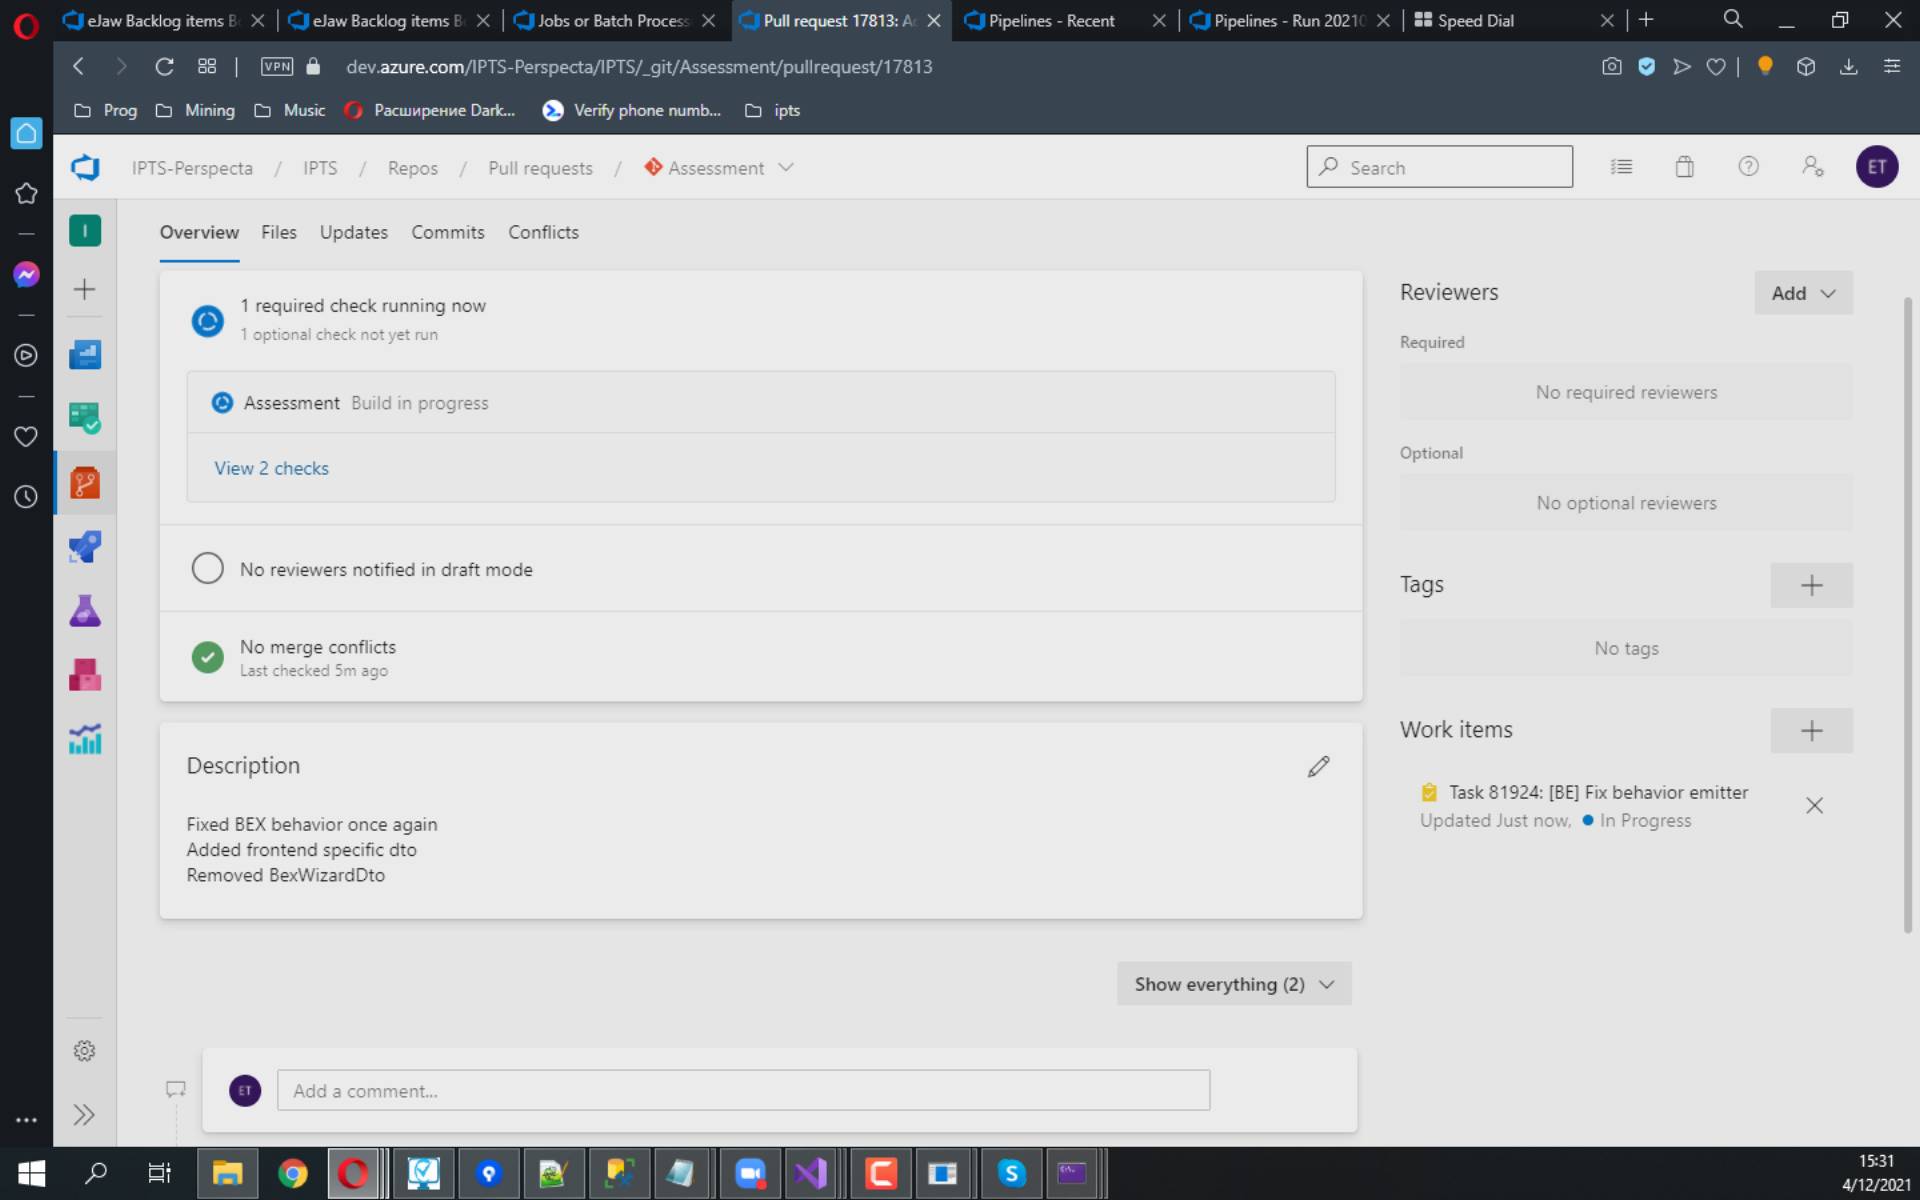 eJaw Backlog items B
eJaw Backlog items B
Jobs or Batch Process
Pull request 17813: A
Pipelines - Recent
Pipelines - Run 20210
Speed Dial
VPN
dev.azure.com/IPTS-Perspecta/IPTS/_git/Assessment/pullrequest/17813
Prog
Mining
Music
Расширение Dark...
Verify phone numb...
ipts
IPTS-Perspecta / IPTS / Repos / Pull requests / Assessment
Search
ET
I
Overview
Files
Updates
Commits
Conflicts
1 required check running now
1 optional check not yet run
Assessment Build in progress
View 2 checks
No reviewers notified in draft mode
No merge conflicts
Last checked 5m ago
Description
Fixed BEX behavior once again
Added frontend specific dto
Removed BexWizardDto
Show everything (2)
ET
Add a comment...
Reviewers
Add
Required
No required reviewers
Optional
No optional reviewers
Tags
No tags
Work items
Task 81924: [BE] Fix behavior emitter
Updated Just now, In Progress
15:31
4/12/2021